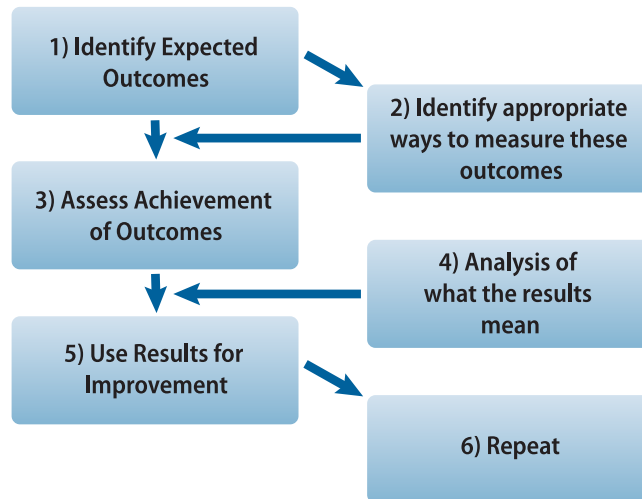 1) Identify Expected
Outcomes
2) Identify appropriate
ways to measure these
outcomes
3) Assess Achievement
of Outcomes
4) Analysis of
what the results
mean
5) Use Results for
Improvement
6) Repeat